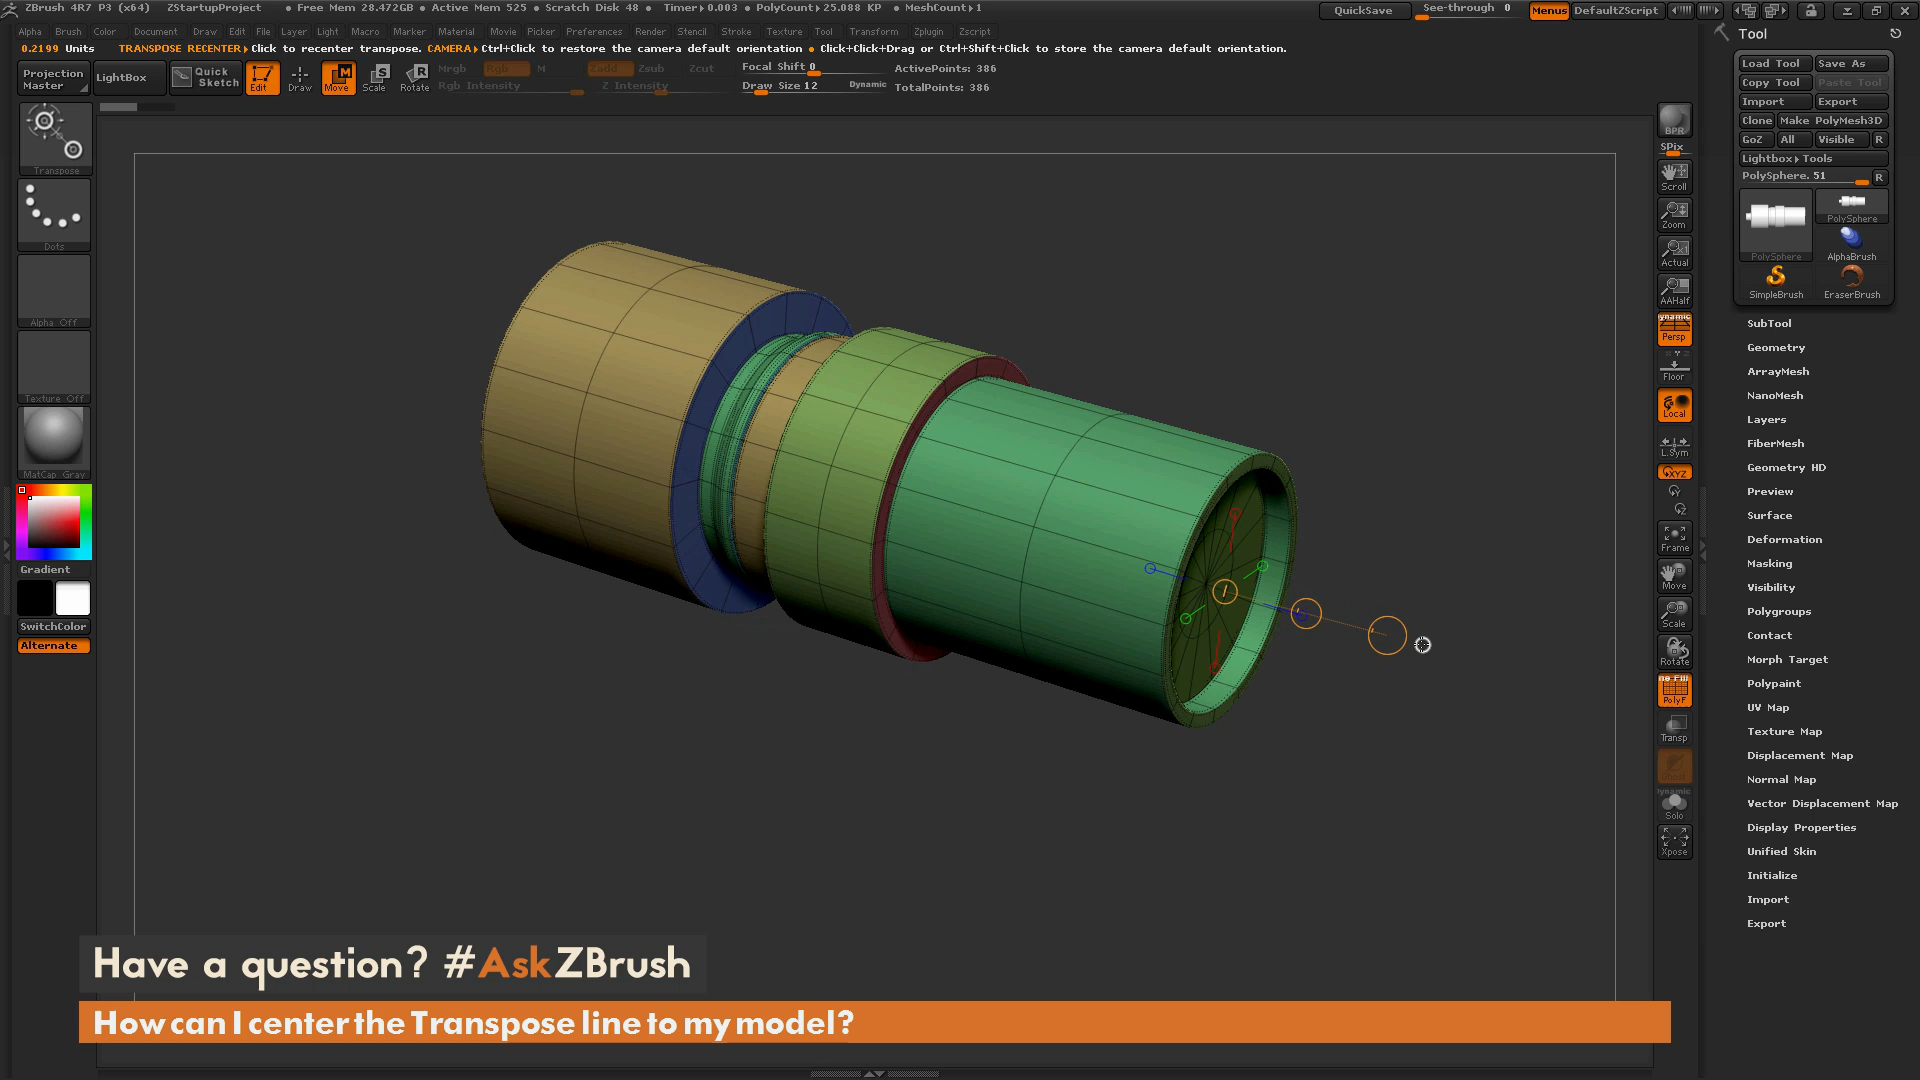 ZBrush 4R7 P3 (x64) ZStartupProject • Free Mem 28.472GB • Active Mem 525 • Scratch Disk 48 • Timer▸0.003 • PolyCount▸25.088 KP • MeshCount▸1 QuickSave See-through 0 Menus DefaultZScript
Alpha Brush Color Document Draw Edit File Layer Light Macro Marker Material Movie Picker Preferences Render Stencil Stroke Texture Tool Transform Zplugin Zscript
0.2199 Units TRANSPOSE RECENTER▸ Click to recenter transpose. CAMERA▸ Ctrl+Click to restore the camera default orientation • Click+Click+Drag or Ctrl+Shift+Click to store the camera default orientation.
Projection Master
LightBox
Quick Sketch
Edit
Draw
Move
Scale
Rotate
Mrgb Rgb M
Rgb Intensity
Zadd Zsub Zcut
Z Intensity
Focal Shift 0
Draw Size 12 Dynamic
ActivePoints: 386
TotalPoints: 386
Transpose
Dots
Alpha Off
Texture Off
MatCap Gray
Gradient
SwitchColor
Alternate
BPR
SPix
Scroll
Zoom
Actual
AAHalf
Persp
Floor
Local
L.Sym
XYZ
Frame
Move
Scale
Rotate
PolyF
Transp
Solo
Xpose
Tool
Load Tool Save As
Copy Tool Paste Tool
Import Export
Clone Make PolyMesh3D
GoZ All Visible R
Lightbox▸Tools
PolySphere. 51 R
PolySphere PolySphere
AlphaBrush
SimpleBrush EraserBrush
SubTool
Geometry
ArrayMesh
NanoMesh
Layers
FiberMesh
Geometry HD
Preview
Surface
Deformation
Masking
Visibility
Polygroups
Contact
Morph Target
Polypaint
UV Map
Texture Map
Displacement Map
Normal Map
Vector Displacement Map
Display Properties
Unified Skin
Initialize
Import
Export
Have a question? #AskZBrush
How can I center the Transpose line to my model?